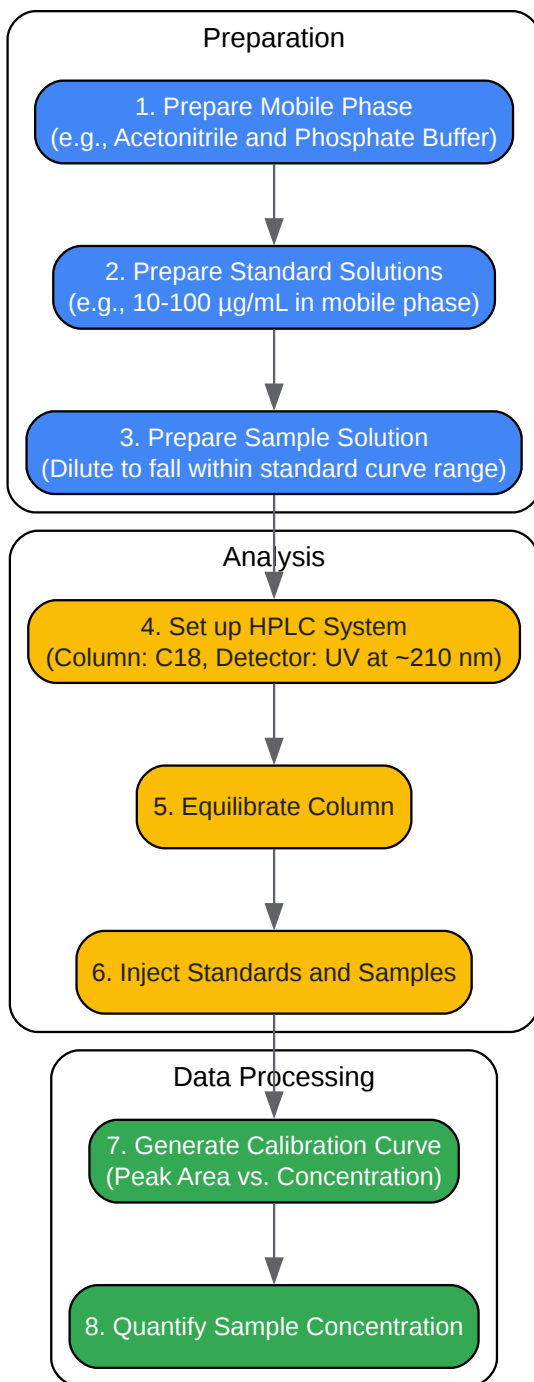 Preparation
1. Prepare Mobile Phase
(e.g., Acetonitrile and Phosphate Buffer)
2. Prepare Standard Solutions
(e.g., 10-100 µg/mL in mobile phase)
3. Prepare Sample Solution
(Dilute to fall within standard curve range)
Analysis
4. Set up HPLC System
(Column: C18, Detector: UV at ~210 nm)
5. Equilibrate Column
6. Inject Standards and Samples
Data Processing
7. Generate Calibration Curve
(Peak Area vs. Concentration)
8. Quantify Sample Concentration